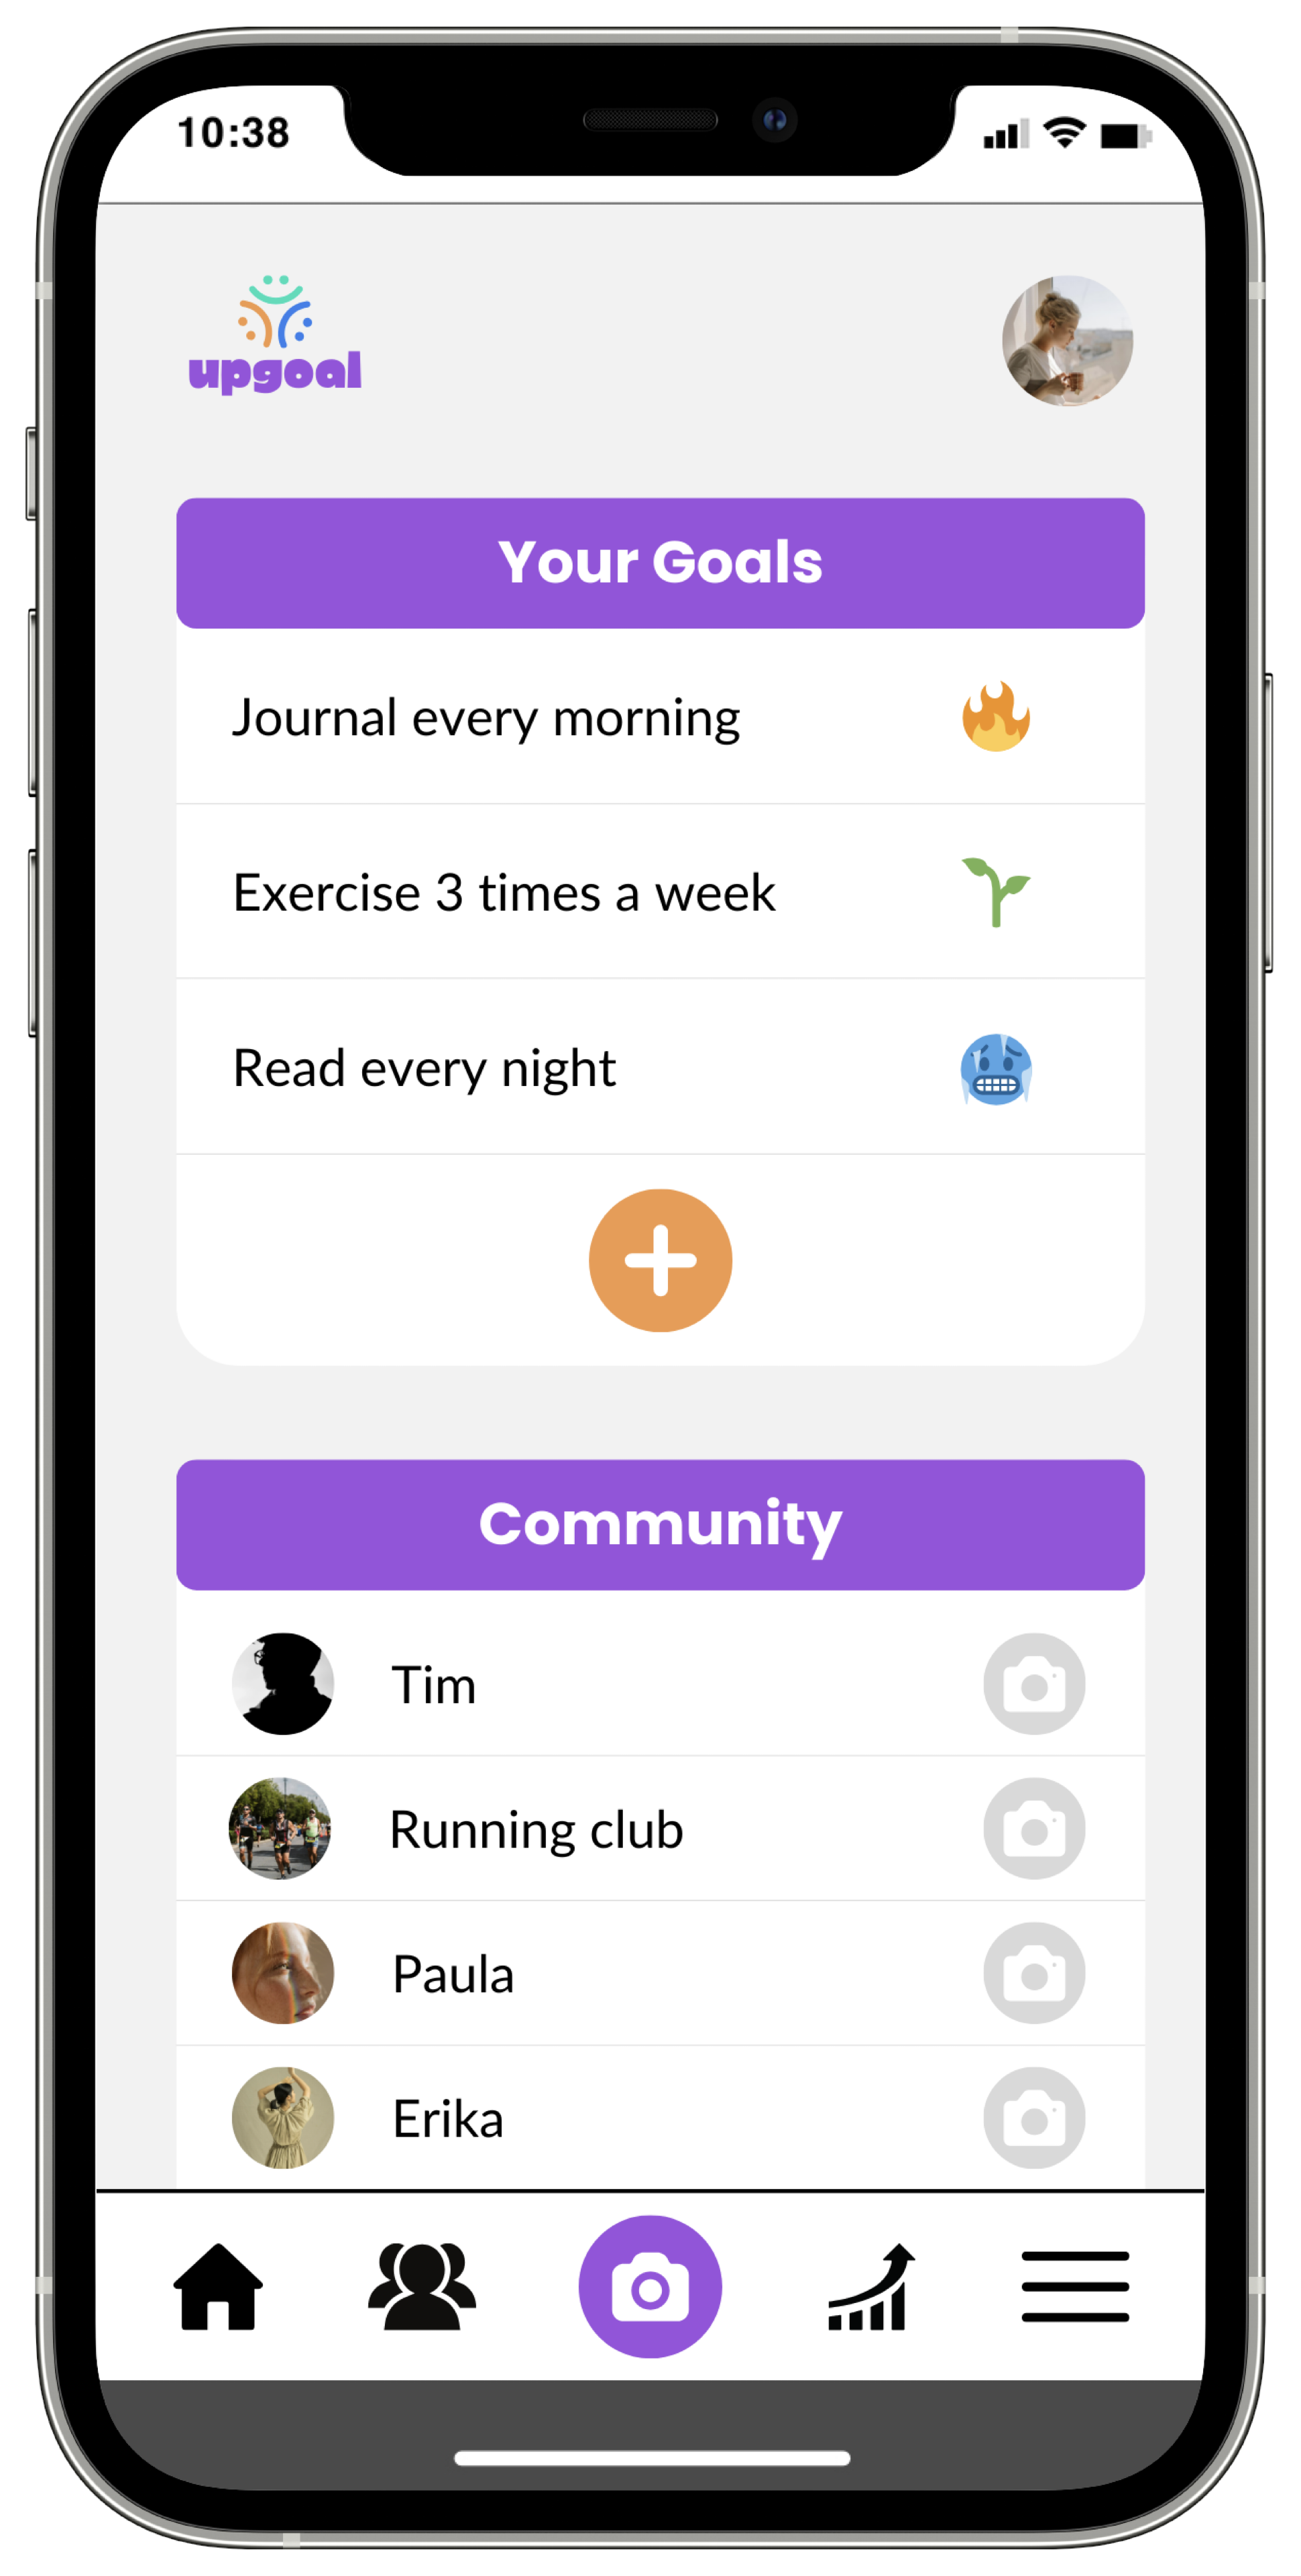 10:38
upgoal
Your Goals
Journal every morning
Exercise 3 times a week
Read every night
Community
Tim
Running club
Paula
Erika